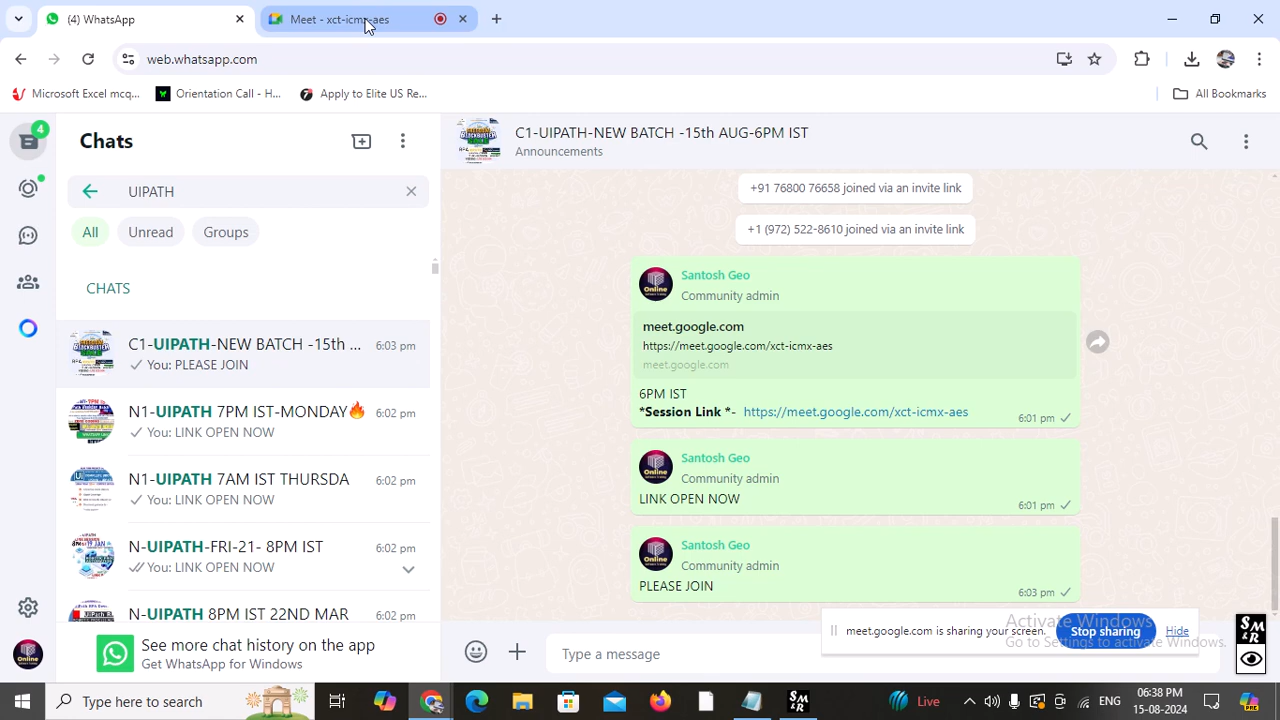 (4) WhatsApp
Meet - xct-icmx-aes
web.whatsapp.com
Microsoft Excel mcq...
Orientation Call - H...
Apply to Elite US Re...
All Bookmarks
4
Chats
UIPATH
All
Unread
Groups
CHATS
C1-UIPATH-NEW BATCH -15th ...
6:03 pm
You: PLEASE JOIN
N1-UIPATH 7PM IST-MONDAY🔥
6:02 pm
You: LINK OPEN NOW
N1-UIPATH 7AM IST THURSDA
6:02 pm
You: LINK OPEN NOW
N-UIPATH-FRI-21- 8PM IST
6:02 pm
You: LINK OPEN NOW
N-UIPATH 8PM IST 22ND MAR
6:02 pm
See more chat history on the app
Get WhatsApp for Windows
C1-UIPATH-NEW BATCH -15th AUG-6PM IST
Announcements
+91 76800 76658 joined via an invite link
+1 (972) 522-8610 joined via an invite link
Santosh Geo
Community admin
meet.google.com
https://meet.google.com/xct-icmx-aes
meet.google.com
6PM IST
*Session Link *- https://meet.google.com/xct-icmx-aes
6:01 pm
Santosh Geo
Community admin
LINK OPEN NOW
6:01 pm
Santosh Geo
Community admin
PLEASE JOIN
6:03 pm
Activate Windows
Go to Settings to activate Windows.
meet.google.com is sharing your screen.
Stop sharing
Hide
Type a message
Type here to search
Live
ENG
06:38 PM
15-08-2024